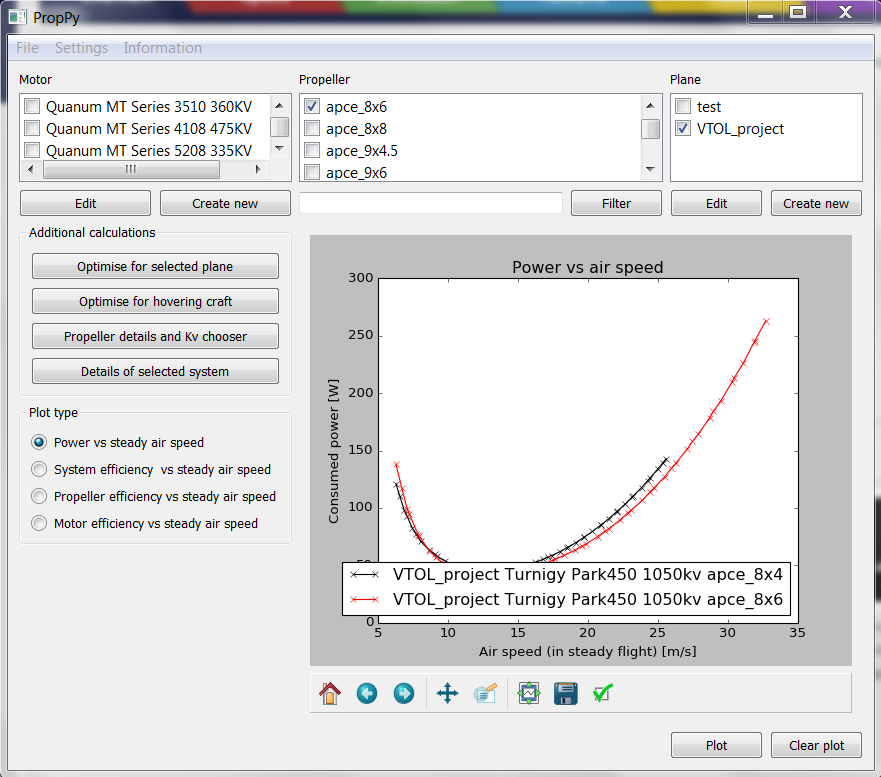 PropPy
File Settings Information
Motor
Propeller
Plane
Quanum MT Series 3510 360KV
Quanum MT Series 4108 475KV
Quanum MT Series 5208 335KV
apce_8x6
apce_8x8
apce_9x4.5
apce_9x6
test
VTOL_project
Edit
Create new
Filter
Edit
Create new
Additional calculations
Optimise for selected plane
Optimise for hovering craft
Propeller details and Kv chooser
Details of selected system
Plot type
Power vs steady air speed
System efficiency  vs steady air speed
Propeller efficiency vs steady air speed
Motor efficiency vs steady air speed
Power vs air speed
Consumed power [W]
300
250
200
150
100
50
0
VTOL_project Turnigy Park450 1050kv apce_8x4
VTOL_project Turnigy Park450 1050kv apce_8x6
5 10 15 20 25 30 35
Air speed (in steady flight) [m/s]
Plot
Clear plot